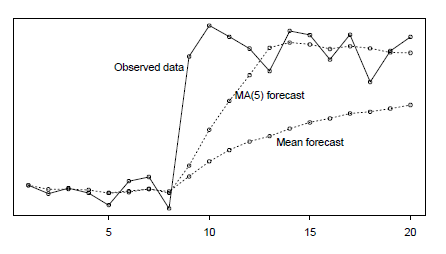 Observed data
MA(5) forecast
Mean forecast
5 10 15 20